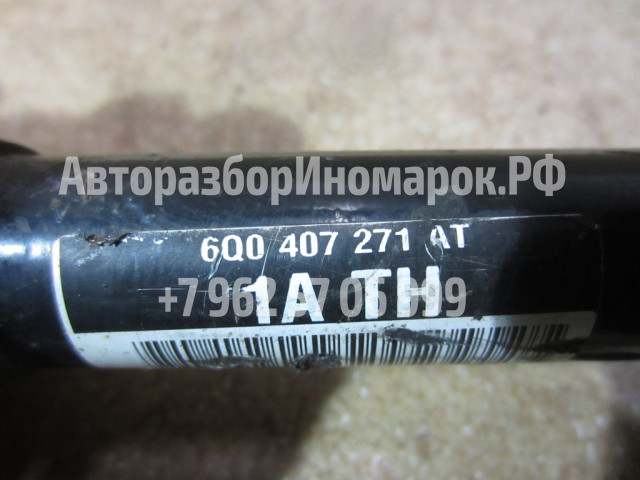 АвторазборИномарок.РФ
6Q0 407 271 AT
1A TH